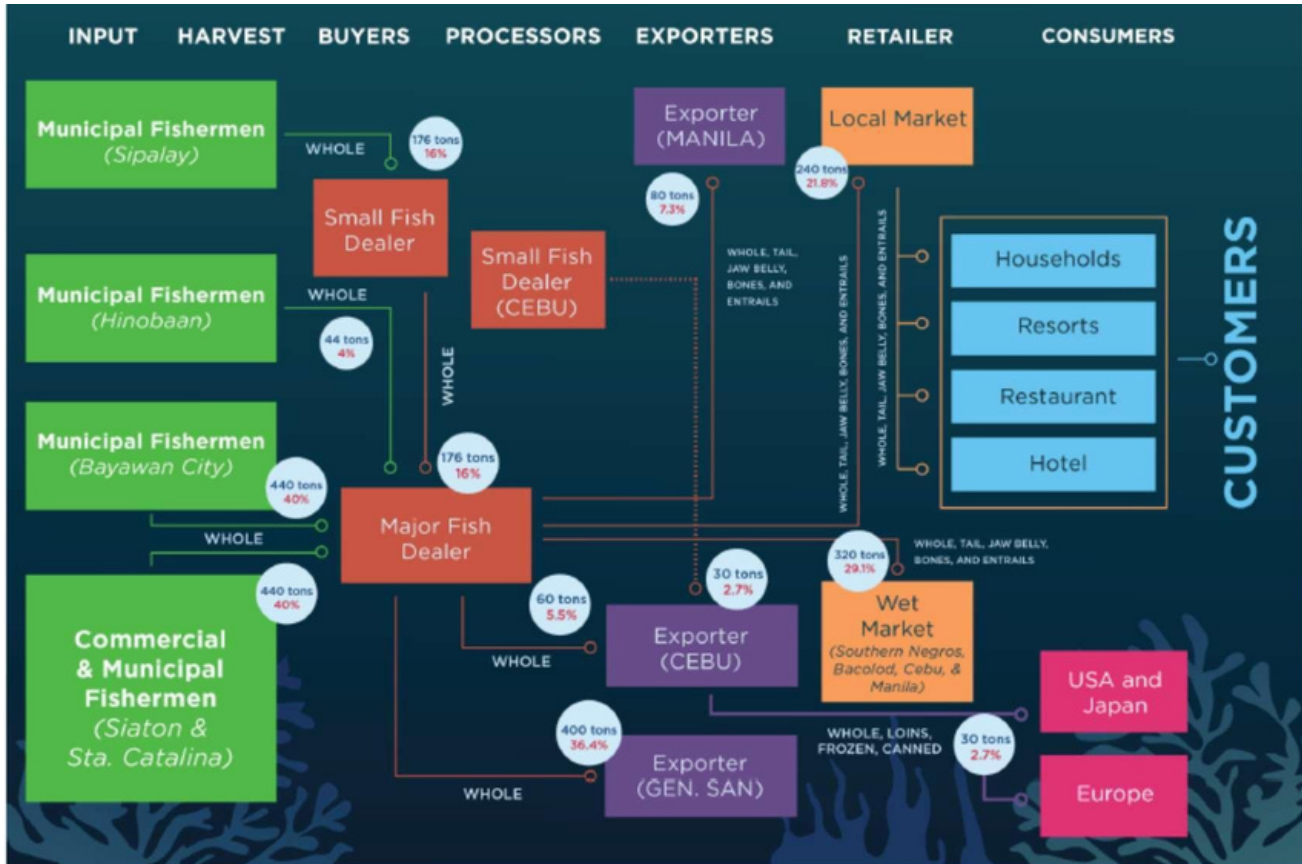 INPUT HARVEST BUYERS PROCESSORS EXPORTERS RETAILER CONSUMERS
Municipal Fishermen
(Sipalay)
WHOLE
176 tons
16%
Small Fish
Dealer
Small Fish
Dealer
(CEBU)
Exporter
(MANILA)
80 tons
7.3%
WHOLE, TAIL,
JAW BELLY,
BONES, AND
ENTRAILS
Local Market
240 tons
21.8%
WHOLE, TAIL, JAW BELLY, BONES, AND ENTRAILS
WHOLE, TAIL, JAW BELLY, BONES, AND ENTRAILS
Households
Resorts
Restaurant
Hotel
CUSTOMERS
Municipal Fishermen
(Hinobaan)
WHOLE
44 tons
4%
WHOLE
Municipal Fishermen
(Bayawan City)
440 tons
40%
WHOLE
176 tons
16%
Major Fish
Dealer
Commercial
& Municipal
Fishermen
(Siaton &
Sta. Catalina)
440 tons
40%
60 tons
5.5%
WHOLE
30 tons
2.7%
Exporter
(CEBU)
400 tons
36.4%
WHOLE
Exporter
(GEN. SAN)
320 tons
29.1%
WHOLE, TAIL, JAW BELLY,
BONES, AND ENTRAILS
Wet
Market
(Southern Negros,
Bacolod, Cebu, &
Manila)
WHOLE, LOINS,
FROZEN, CANNED
30 tons
2.7%
USA and
Japan
Europe